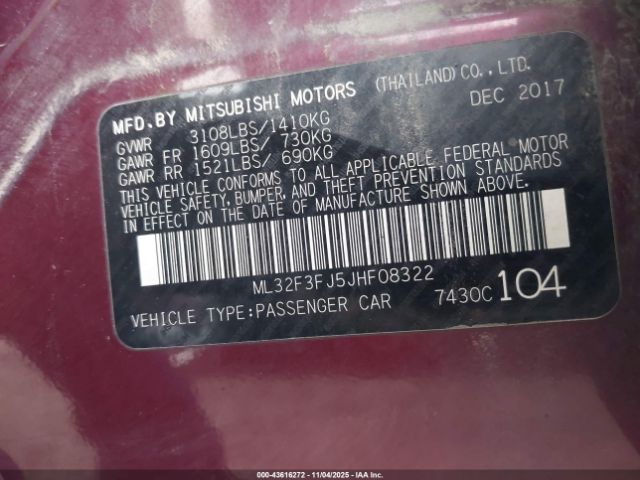 MFD.BY MITSUBISHI MOTORS (THAILAND)CO.,LTD.
DEC 2017
GVWR 3108LBS/1410KG
GAWR FR 1609LBS/ 730KG
GAWR RR 1521LBS/ 690KG
THIS VEHICLE CONFORMS TO ALL APPLICABLE FEDERAL MOTOR
VEHICLE SAFETY,BUMPER,AND THEFT PREVENTION STANDARDS
IN EFFECT ON THE DATE OF MANUFACTURE SHOWN ABOVE.
ML32F3FJ5JHF08322
VEHICLE TYPE:PASSENGER CAR 7430C 104
000-43616272 - 11/04/2025 - IAAI Inc.